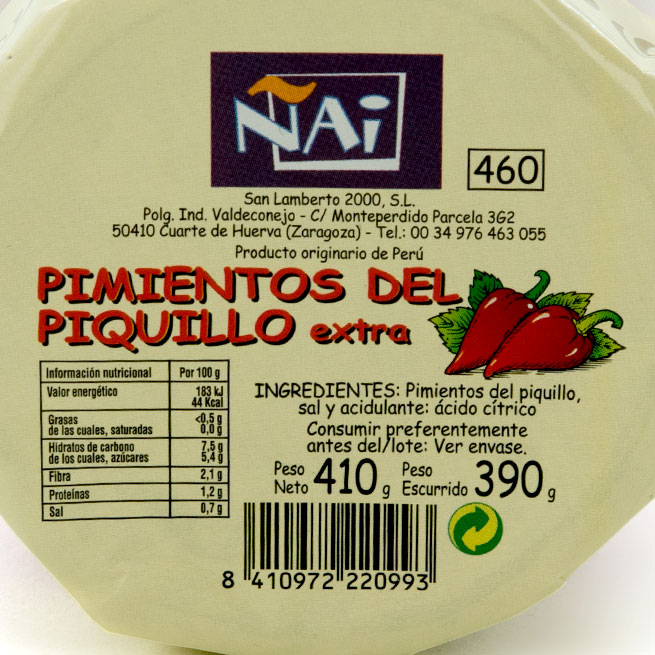 ÑAi
460
San Lamberto 2000, S.L.
Polg. Ind. Valdeconejo - C/ Monteperdido Parcela 3G2
50410 Cuarte de Huerva (Zaragoza) - Tel.: 00 34 976 463 055
Producto originario de Perú
PIMIENTOS DEL
PIQUILLO extra
Información nutricional Por 100 g
Valor energético 183 kJ
44 Kcal
Grasas <0,5 g
de las cuales, saturadas 0,0 g
Hidratos de carbono 7,5 g
de los cuales, azúcares 5,4 g
Fibra 2,1 g
Proteínas 1,2 g
Sal 0,7 g
INGREDIENTES: Pimientos del piquillo,
sal y acidulante: ácido cítrico
Consumir preferentemente
antes del/lote: Ver envase.
Peso Neto 410 g Peso Escurrido 390 g
8 410972 220993